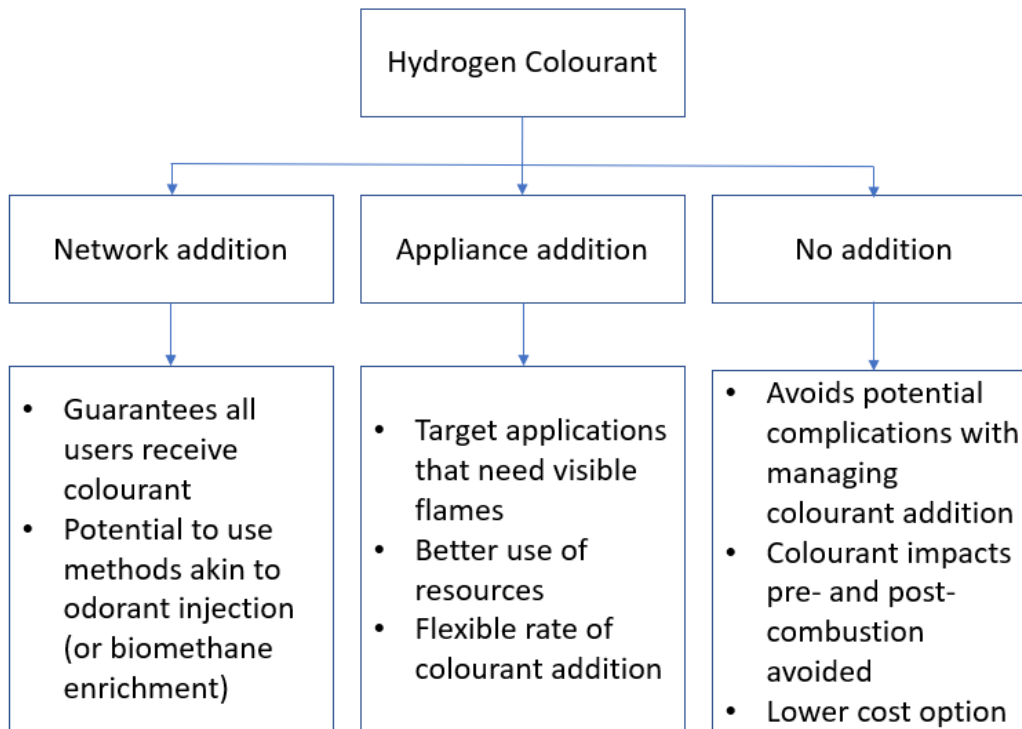 Hydrogen Colourant
Network addition
Appliance addition
No addition
• Guarantees all
users receive
colourant
• Potential to use
methods akin to
odorant injection
(or biomethane
enrichment)
• Target applications
that need visible
flames
• Better use of
resources
• Flexible rate of
colourant addition
• Avoids potential
complications with
managing
colourant addition
• Colourant impacts
pre- and post-
combustion
avoided
• Lower cost option